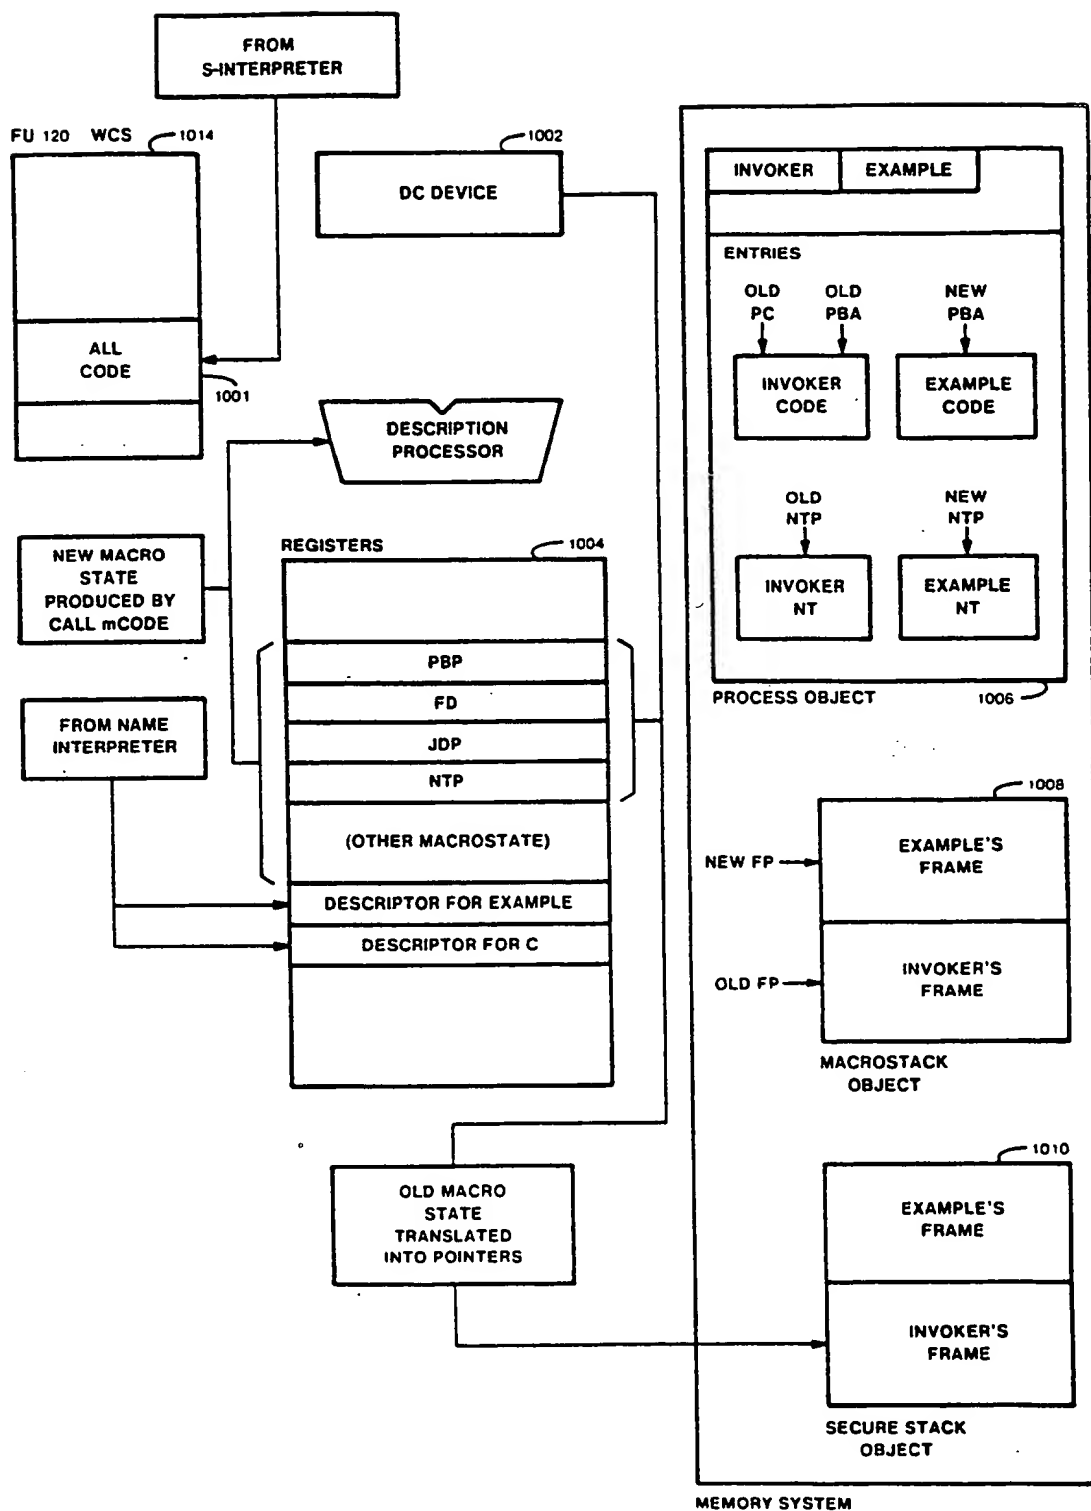 FROM
S-INTERPRETER
FU 120 WCS
1014
1002
DC DEVICE
ALL
CODE
1001
DESCRIPTION
PROCESSOR
NEW MACRO
STATE
PRODUCED BY
CALL mCODE
REGISTERS
1004
PBP
FD
JDP
NTP
(OTHER MACROSTATE)
DESCRIPTOR FOR EXAMPLE
DESCRIPTOR FOR C
FROM NAME
INTERPRETER
OLD MACRO
STATE
TRANSLATED
INTO POINTERS
INVOKER
EXAMPLE
ENTRIES
OLD
PC
OLD
PBA
NEW
PBA
INVOKER
CODE
EXAMPLE
CODE
OLD
NTP
NEW
NTP
INVOKER
NT
EXAMPLE
NT
PROCESS OBJECT
1006
1008
NEW FP
EXAMPLE'S
FRAME
OLD FP
INVOKER'S
FRAME
MACROSTACK
OBJECT
1010
EXAMPLE'S
FRAME
INVOKER'S
FRAME
SECURE STACK
OBJECT
MEMORY SYSTEM